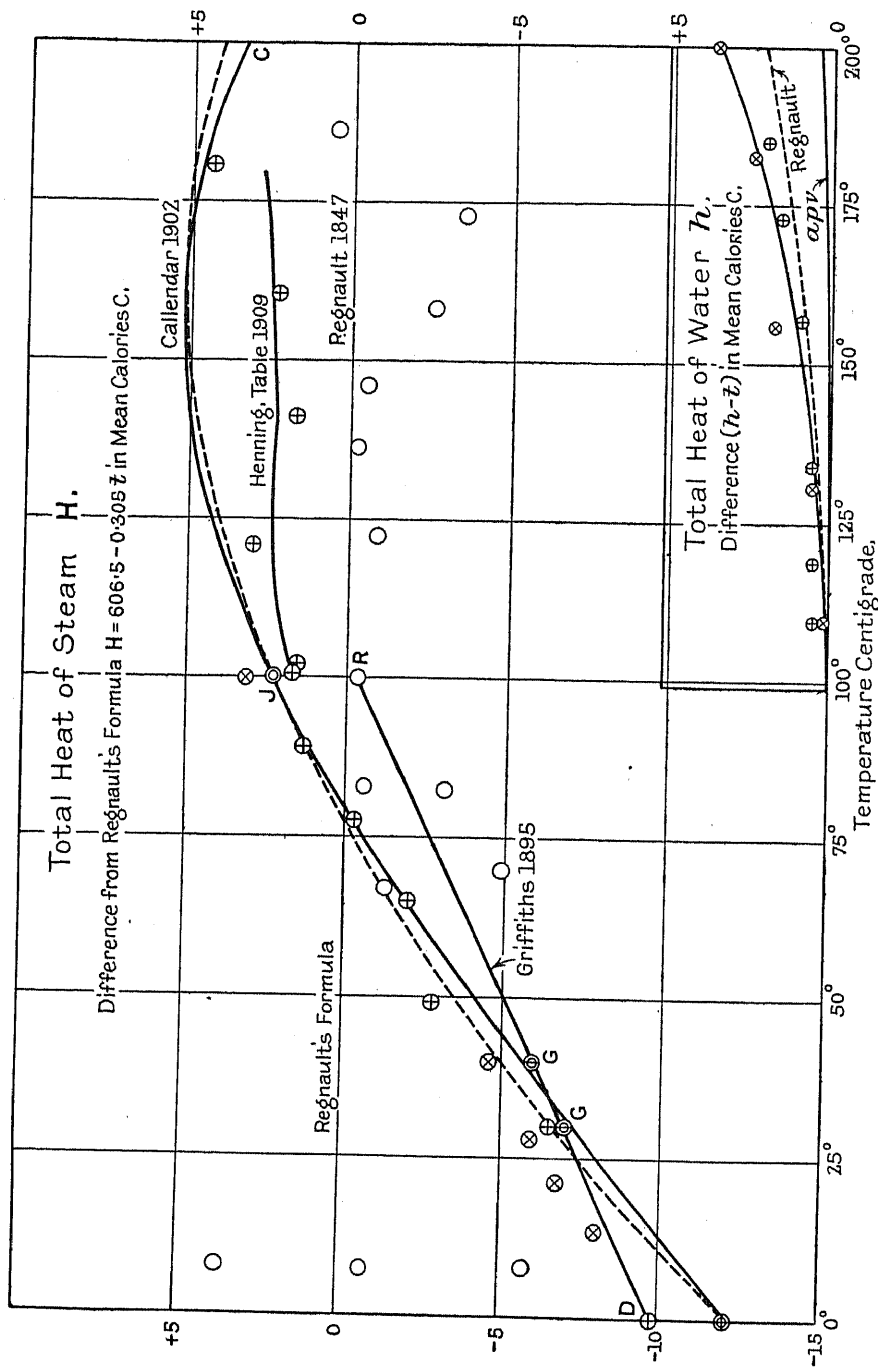 Total Heat of Steam H.
Difference from Regnault's Formula H = 606·5 - 0·305 t in Mean Calories C.
+5
0
-5
-10
-15
+5
0
-5
+5
0
Callendar 1902
C
Henning, Table 1909
Regnault 1847
J
R
Regnault's Formula
Griffiths 1895
G
G
D
Total Heat of Water h.
Difference (h-t) in Mean Calories C.
Regnault
apv
0°
25°
50°
75°
100°
125°
150°
175°
200°
Temperature Centigrade.